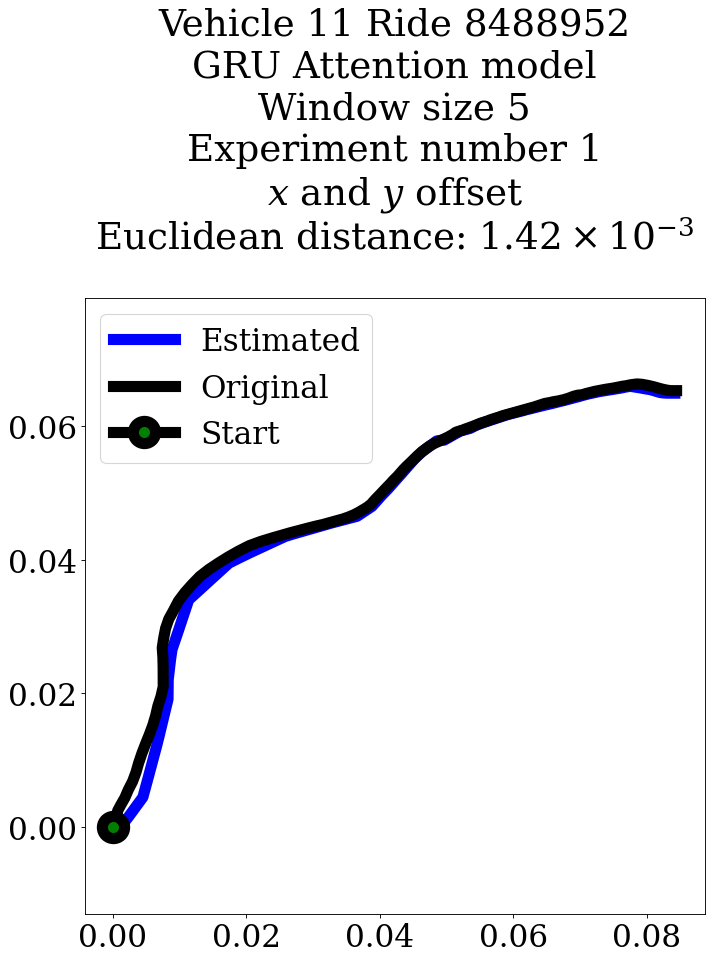 Vehicle 11 Ride 8488952
GRU Attention model
Window size 5
Experiment number 1
x and y offset
Euclidean distance: 1.42 × 10⁻³
Estimated
Original
Start
0.06
0.04
0.02
0.00
0.00 0.02 0.04 0.06 0.08